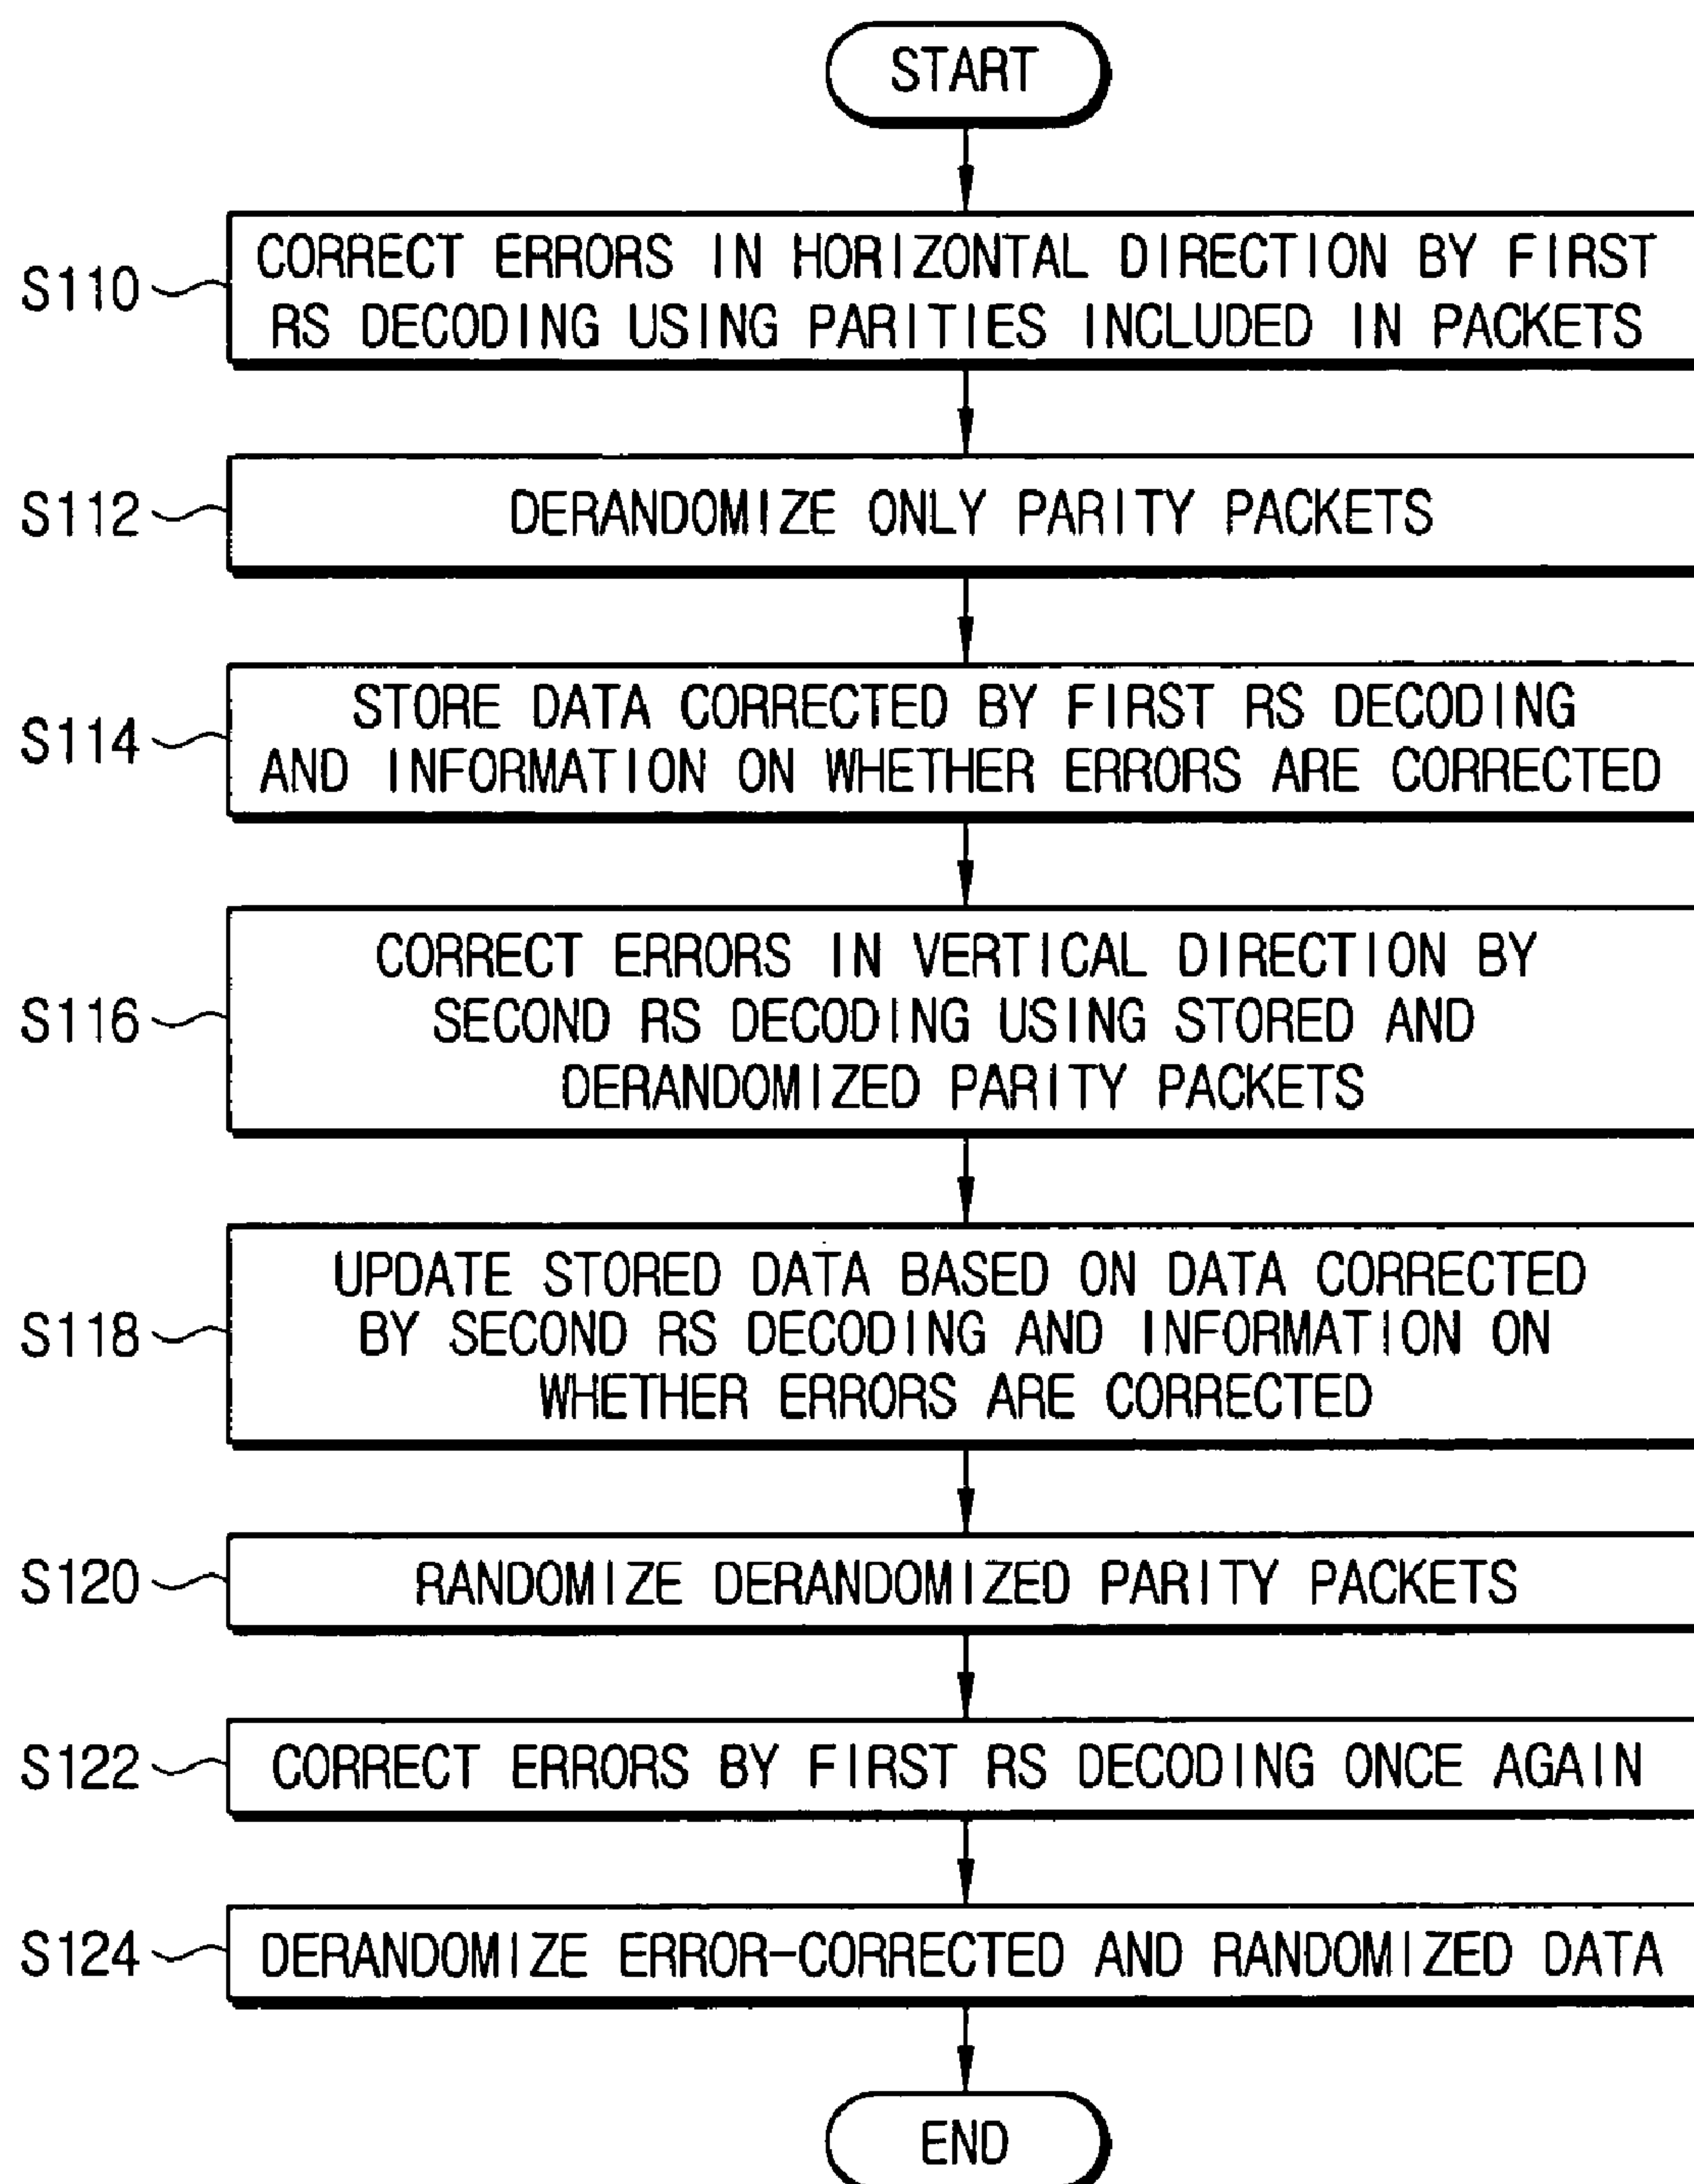 START
S110
CORRECT ERRORS IN HORIZONTAL DIRECTION BY FIRST
RS DECODING USING PARITIES INCLUDED IN PACKETS
S112
DERANDOMIZE ONLY PARITY PACKETS
S114
STORE DATA CORRECTED BY FIRST RS DECODING
AND INFORMATION ON WHETHER ERRORS ARE CORRECTED
S116
CORRECT ERRORS IN VERTICAL DIRECTION BY
SECOND RS DECODING USING STORED AND
DERANDOMIZED PARITY PACKETS
S118
UPDATE STORED DATA BASED ON DATA CORRECTED
BY SECOND RS DECODING AND INFORMATION ON
WHETHER ERRORS ARE CORRECTED
S120
RANDOMIZE DERANDOMIZED PARITY PACKETS
S122
CORRECT ERRORS BY FIRST RS DECODING ONCE AGAIN
S124
DERANDOMIZE ERROR-CORRECTED AND RANDOMIZED DATA
END